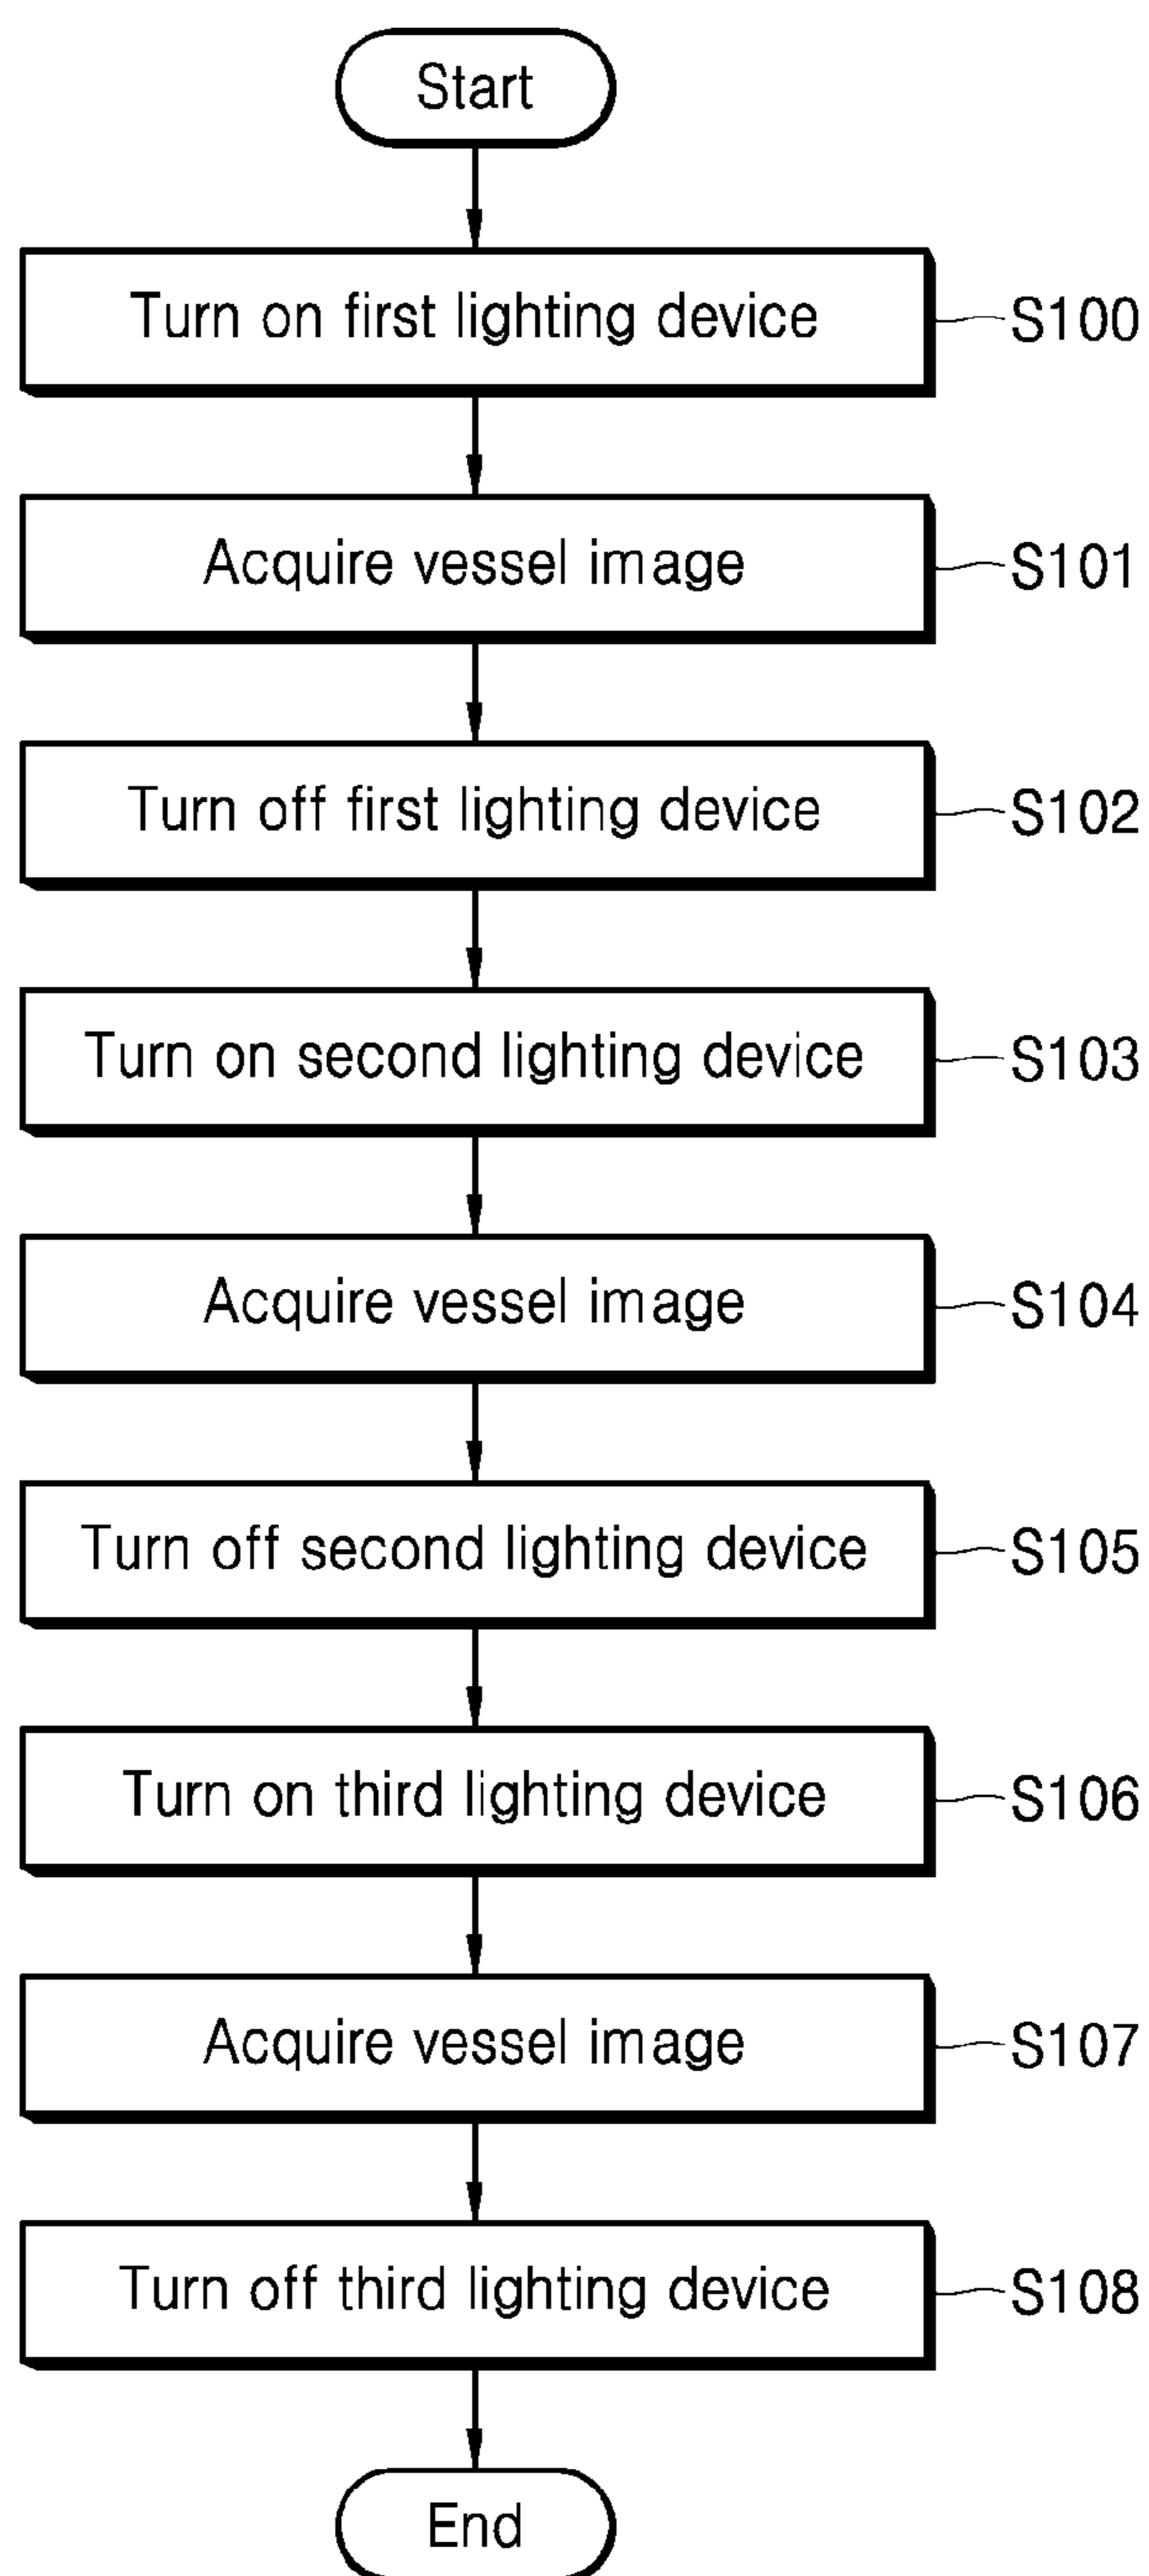 Start
Turn on first lighting device S100
Acquire vessel image S101
Turn off first lighting device S102
Turn on second lighting device S103
Acquire vessel image S104
Turn off second lighting device S105
Turn on third lighting device S106
Acquire vessel image S107
Turn off third lighting device S108
End